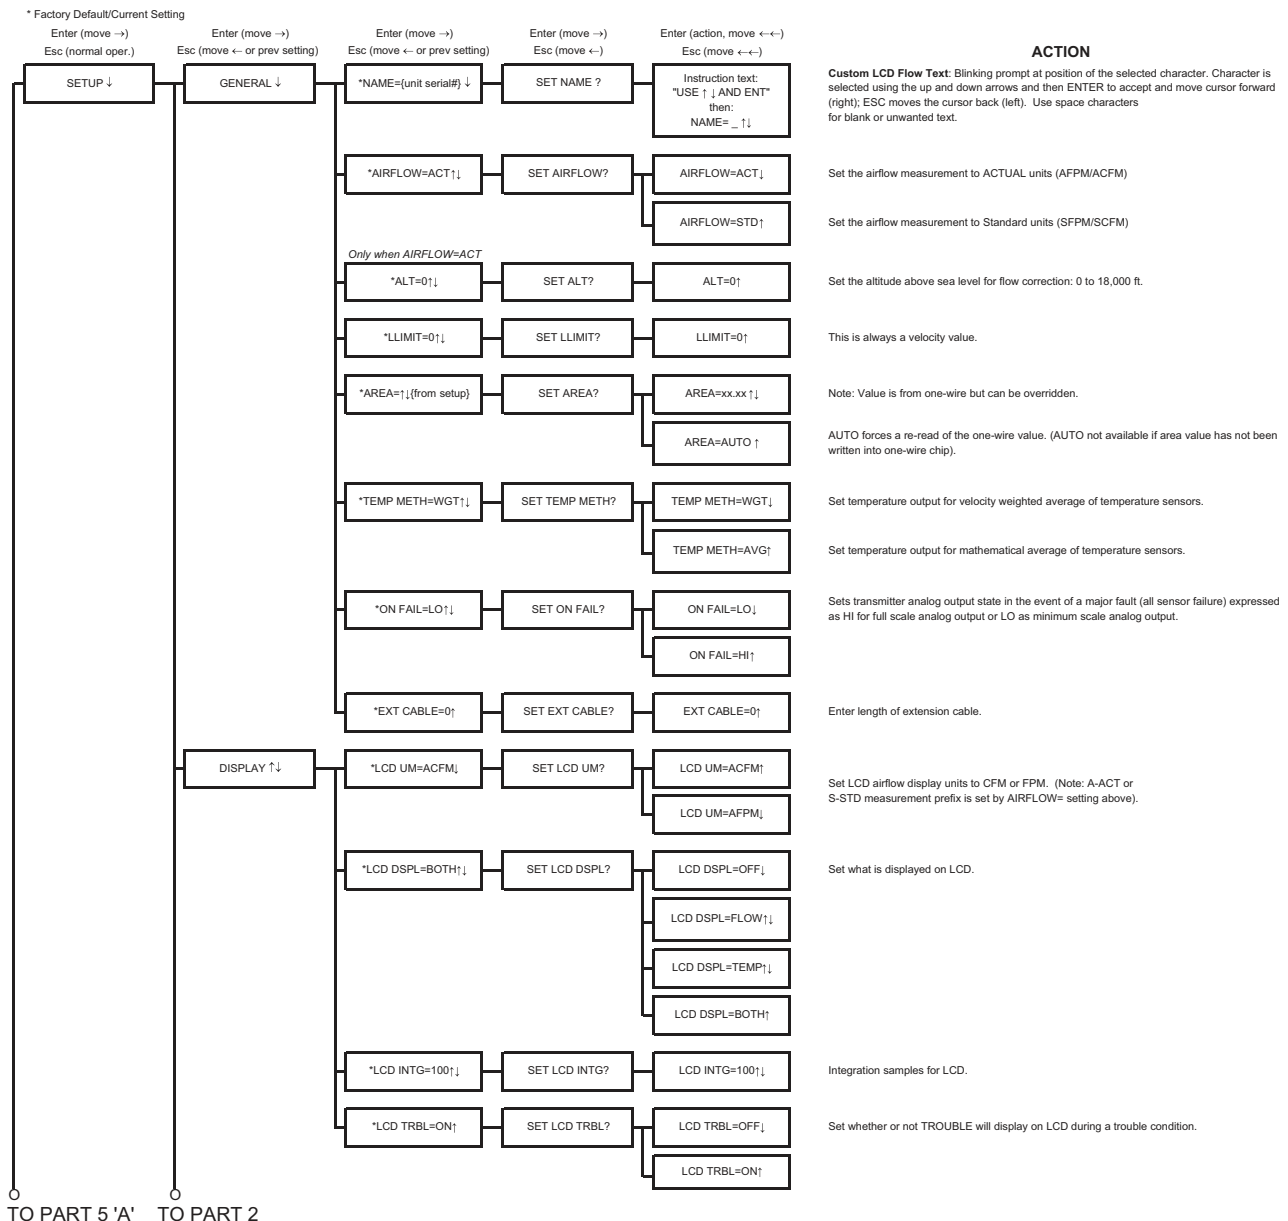 * Factory Default/Current Setting
Enter (move →)
Esc (normal oper.)
Enter (move →)
Esc (move ← or prev setting)
Enter (move →)
Esc (move ← or prev setting)
Enter (move →)
Esc (move ←)
Enter (action, move ←←)
Esc (move ←←)
ACTION
SETUP ↓
GENERAL ↓
*NAME={unit serial#} ↓
SET NAME ?
Instruction text:
"USE ↑ ↓ AND ENT"
then:
NAME= _ ↑↓
Custom LCD Flow Text: Blinking prompt at position of the selected character. Character is
selected using the up and down arrows and then ENTER to accept and move cursor forward
(right); ESC moves the cursor back (left). Use space characters
for blank or unwanted text.
*AIRFLOW=ACT↑↓
SET AIRFLOW?
AIRFLOW=ACT↓
Set the airflow measurement to ACTUAL units (AFPM/ACFM)
AIRFLOW=STD↑
Set the airflow measurement to Standard units (SFPM/SCFM)
Only when AIRFLOW=ACT
*ALT=0↑↓
SET ALT?
ALT=0↑
Set the altitude above sea level for flow correction: 0 to 18,000 ft.
*LLIMIT=0↑↓
SET LLIMIT?
LLIMIT=0↑
This is always a velocity value.
*AREA=↑↓{from setup}
SET AREA?
AREA=xx.xx ↑↓
Note: Value is from one-wire but can be overridden.
AREA=AUTO ↑
AUTO forces a re-read of the one-wire value. (AUTO not available if area value has not been
written into one-wire chip).
*TEMP METH=WGT↑↓
SET TEMP METH?
TEMP METH=WGT↓
Set temperature output for velocity weighted average of temperature sensors.
TEMP METH=AVG↑
Set temperature output for mathematical average of temperature sensors.
*ON FAIL=LO↑↓
SET ON FAIL?
ON FAIL=LO↓
Sets transmitter analog output state in the event of a major fault (all sensor failure) expressed
as HI for full scale analog output or LO as minimum scale analog output.
ON FAIL=HI↑
*EXT CABLE=0↑
SET EXT CABLE?
EXT CABLE=0↑
Enter length of extension cable.
DISPLAY ↑↓
*LCD UM=ACFM↓
SET LCD UM?
LCD UM=ACFM↑
Set LCD airflow display units to CFM or FPM. (Note: A-ACT or
S-STD measurement prefix is set by AIRFLOW= setting above).
LCD UM=AFPM↓
*LCD DSPL=BOTH↑↓
SET LCD DSPL?
LCD DSPL=OFF↓
Set what is displayed on LCD.
LCD DSPL=FLOW↑↓
LCD DSPL=TEMP↑↓
LCD DSPL=BOTH↑
*LCD INTG=100↑↓
SET LCD INTG?
LCD INTG=100↑↓
Integration samples for LCD.
*LCD TRBL=ON↑
SET LCD TRBL?
LCD TRBL=OFF↓
Set whether or not TROUBLE will display on LCD during a trouble condition.
LCD TRBL=ON↑
O
TO PART 5 'A'
O
TO PART 2